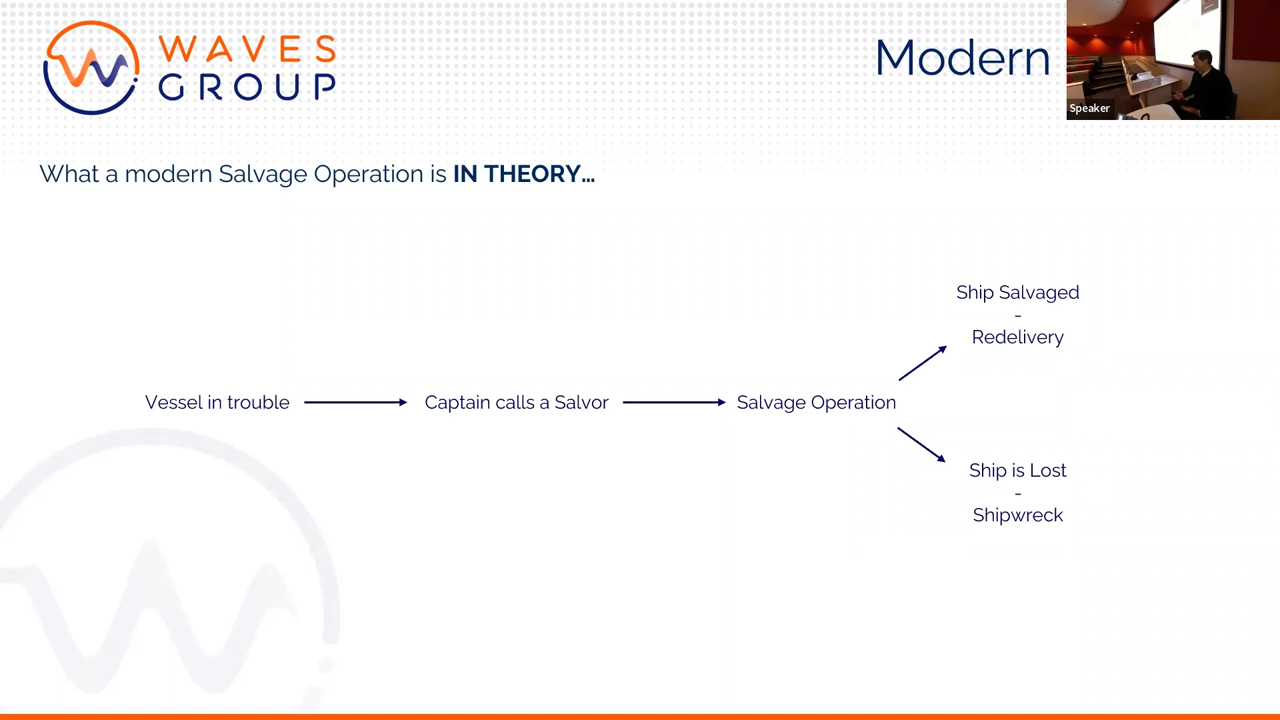 WAVES
GROUP
Modern
Speaker
What a modern Salvage Operation is IN THEORY...
Ship Salvaged
-
Redelivery
Vessel in trouble
Captain calls a Salvor
Salvage Operation
Ship is Lost
-
Shipwreck